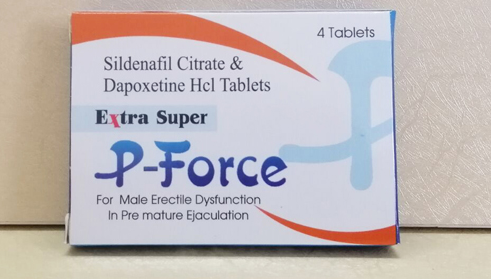 4 Tablets
Sildenafil Citrate &
Dapoxetine Hcl Tablets
Extra Super
P-Force
For Male Erectile Dysfunction
In Pre mature Ejaculation